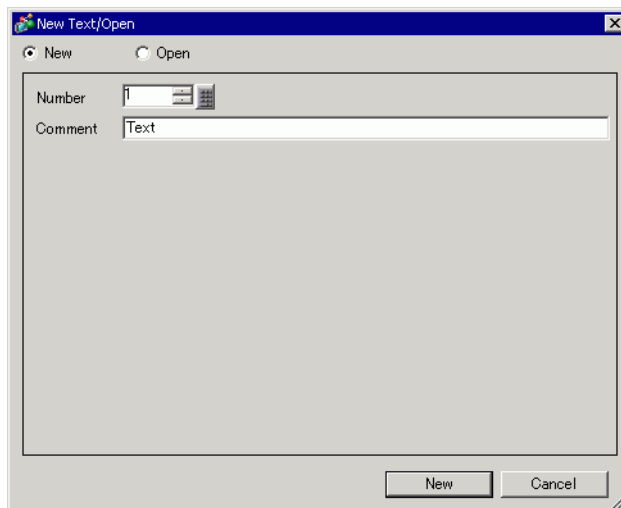 New Text/Open
New Open
Number 1
Comment Text
New Cancel